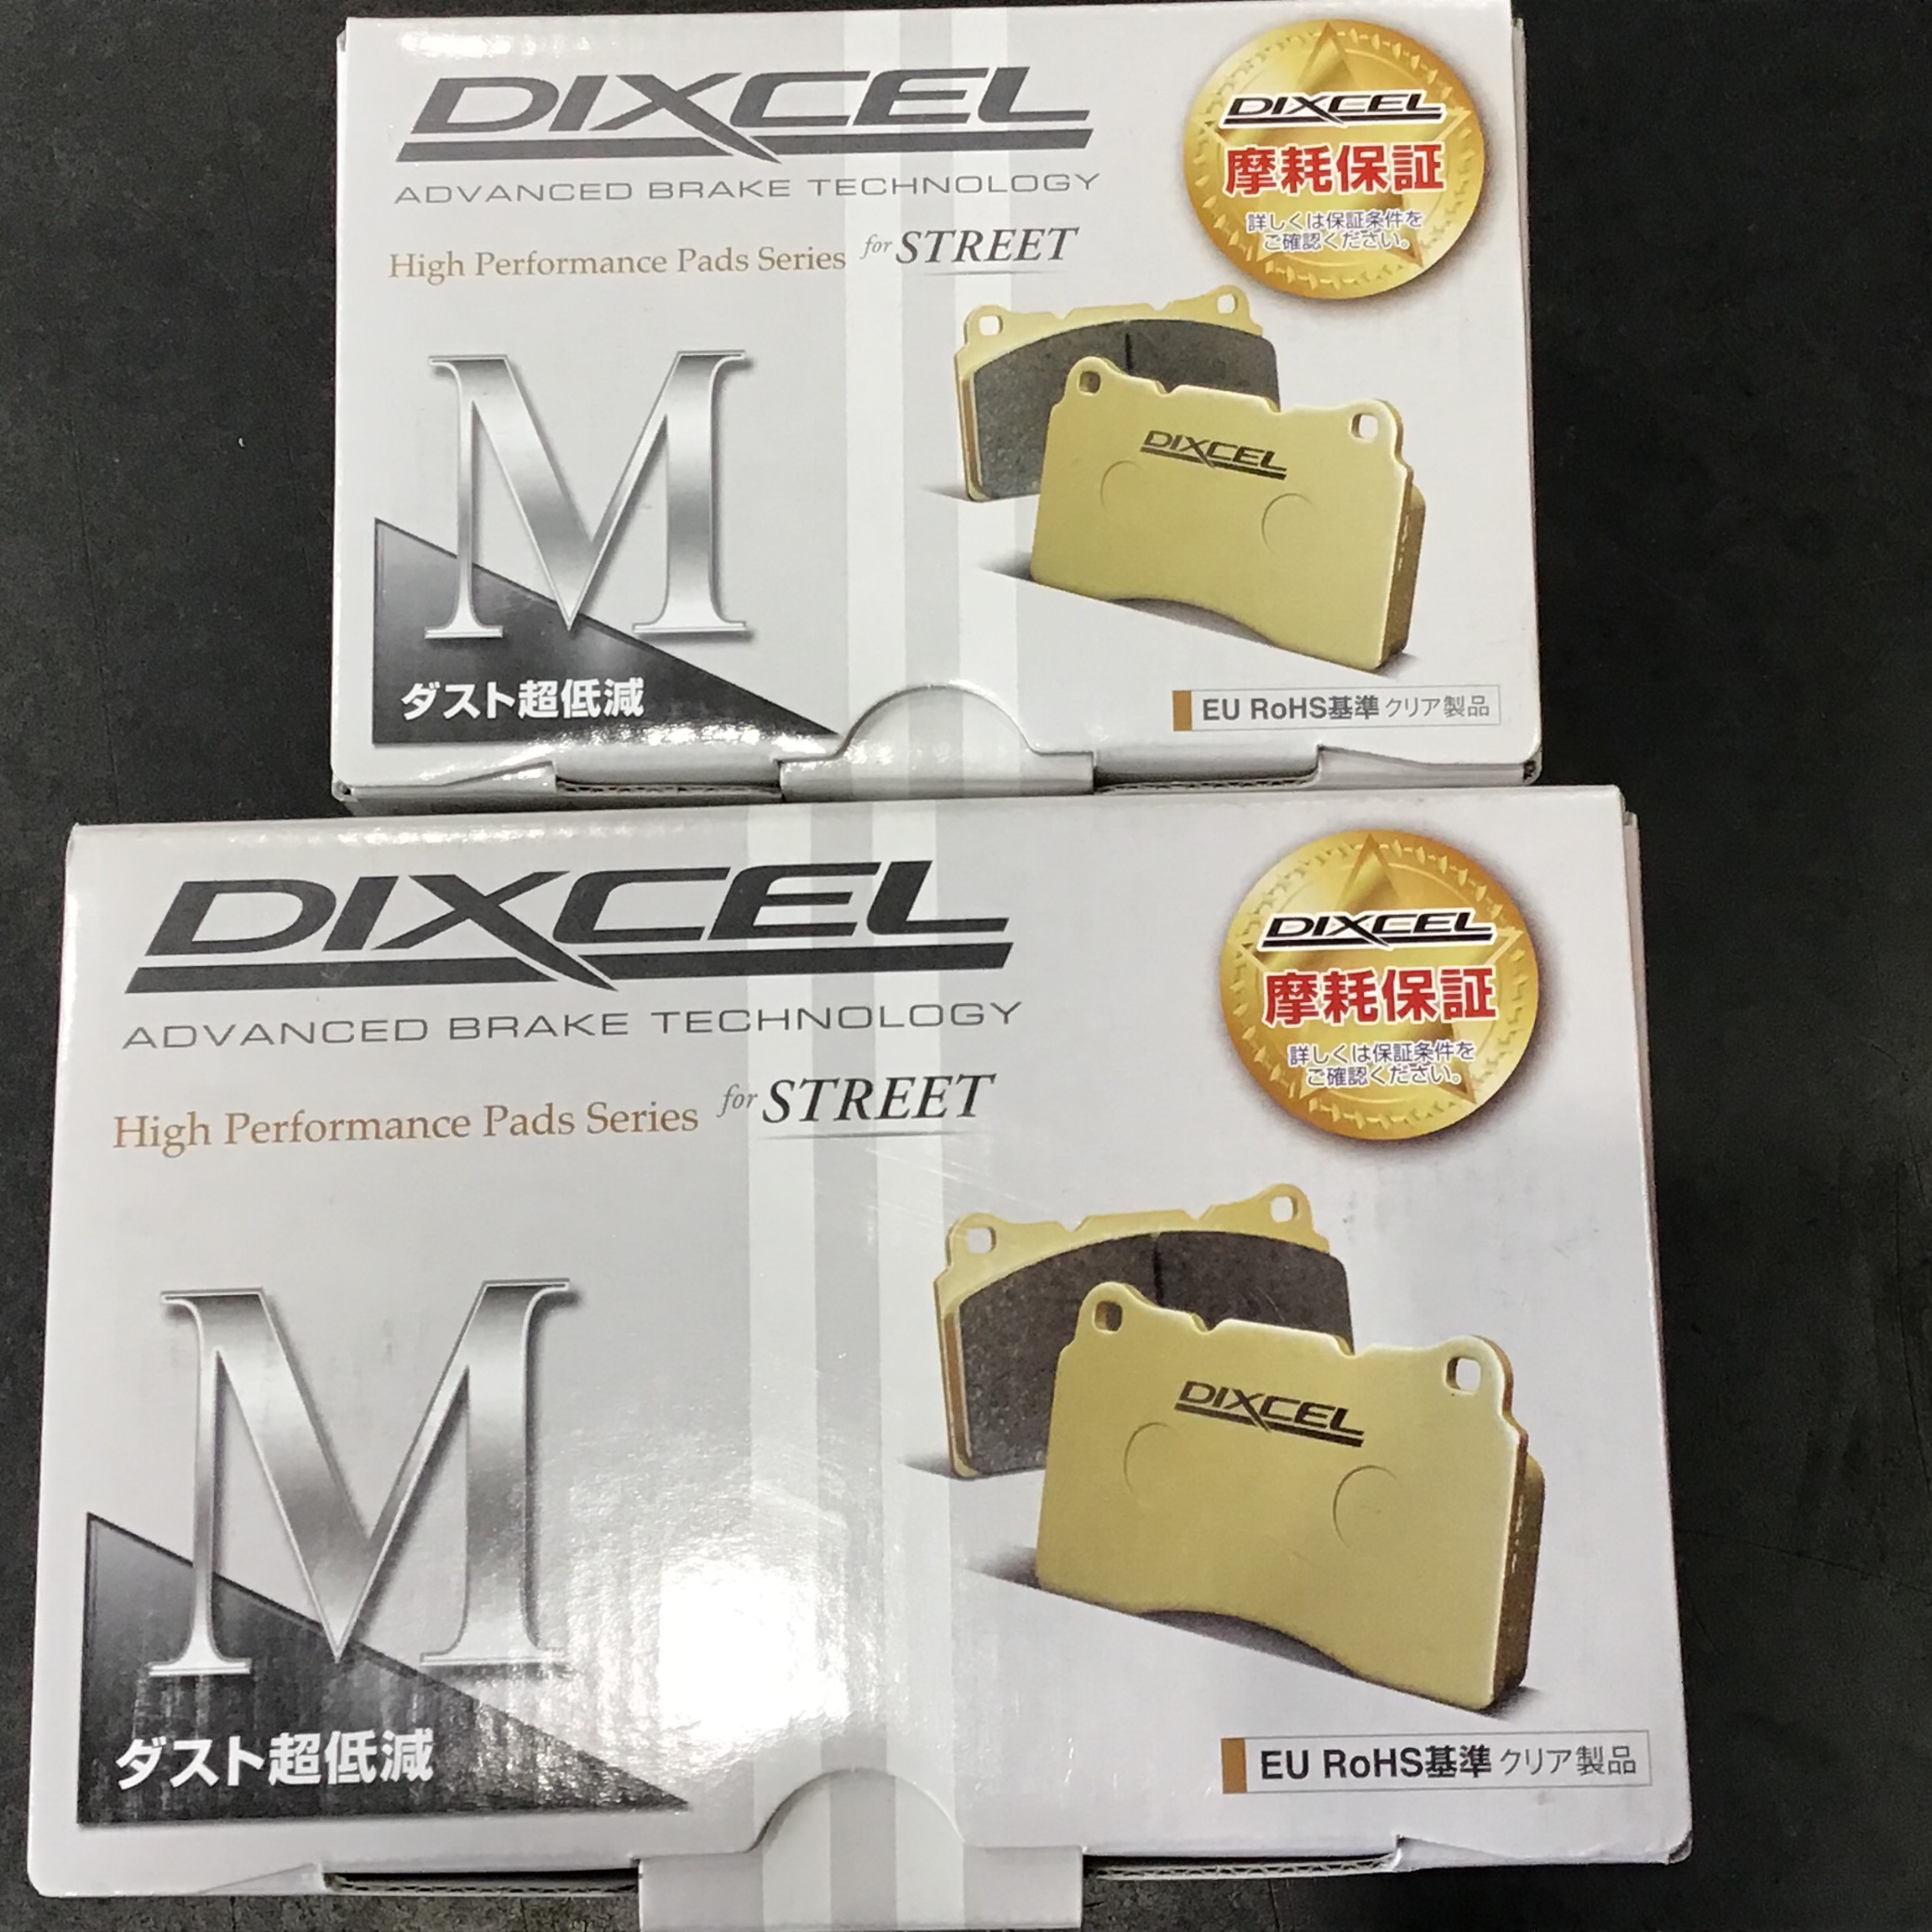 DIXCEL
ADVANCED BRAKE TECHNOLOGY
High Performance Pads Series for STREET
DIXCEL
摩耗保証
詳しくは保証条件を
ご確認ください。
M
DIXCEL
ダスト超低減
EU RoHS基準 クリア製品
DIXCEL
ADVANCED BRAKE TECHNOLOGY
High Performance Pads Series for STREET
DIXCEL
摩耗保証
詳しくは保証条件を
ご確認ください。
M
DIXCEL
ダスト超低減
EU RoHS基準 クリア製品